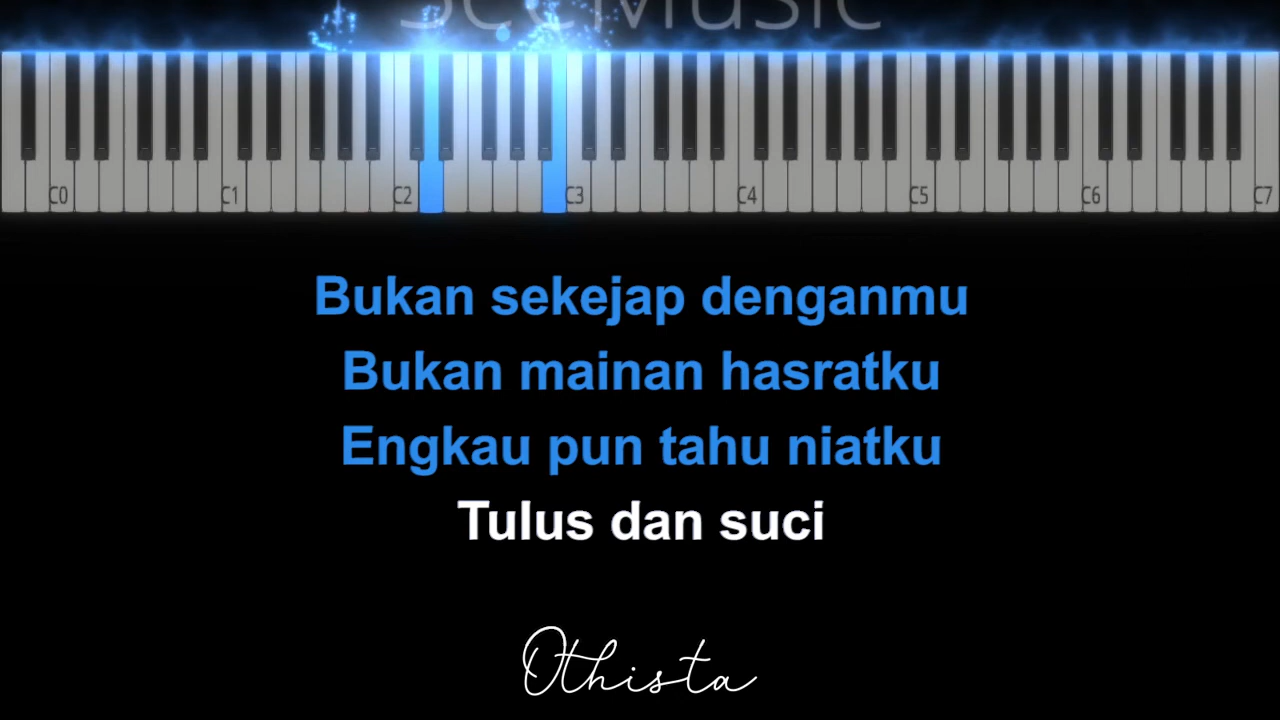 SeeMusic
C0 C1 C2 C3 C4 C5 C6 C7
Bukan sekejap denganmu
Bukan mainan hasratku
Engkau pun tahu niatku
Tulus dan suci
Othista